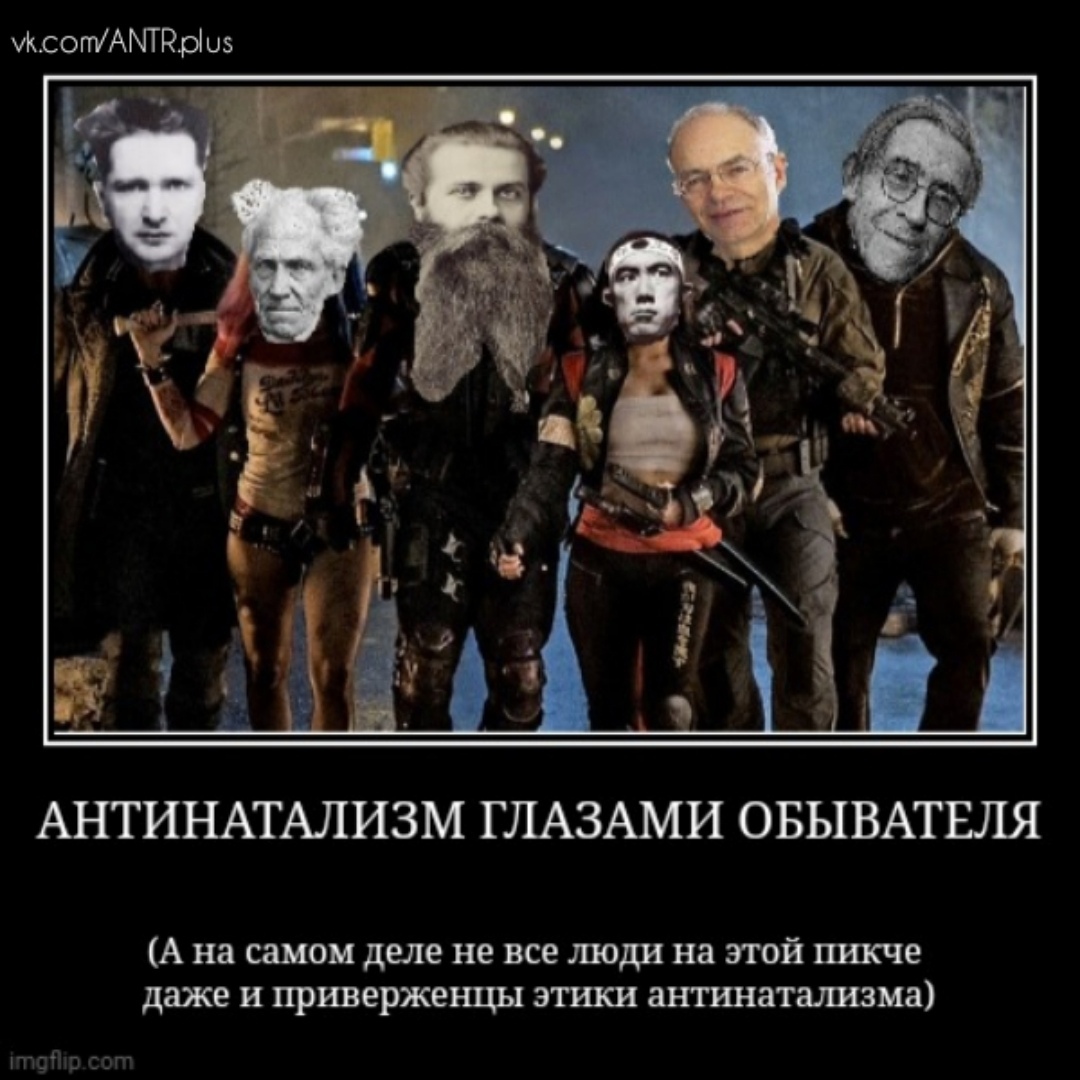 vk.com/ANTR.plus
АНТИНАТАЛИЗМ ГЛАЗАМИ ОБЫВАТЕЛЯ
(А на самом деле не все люди на этой пикче
даже и приверженцы этики антинатализма)
imgflip.com